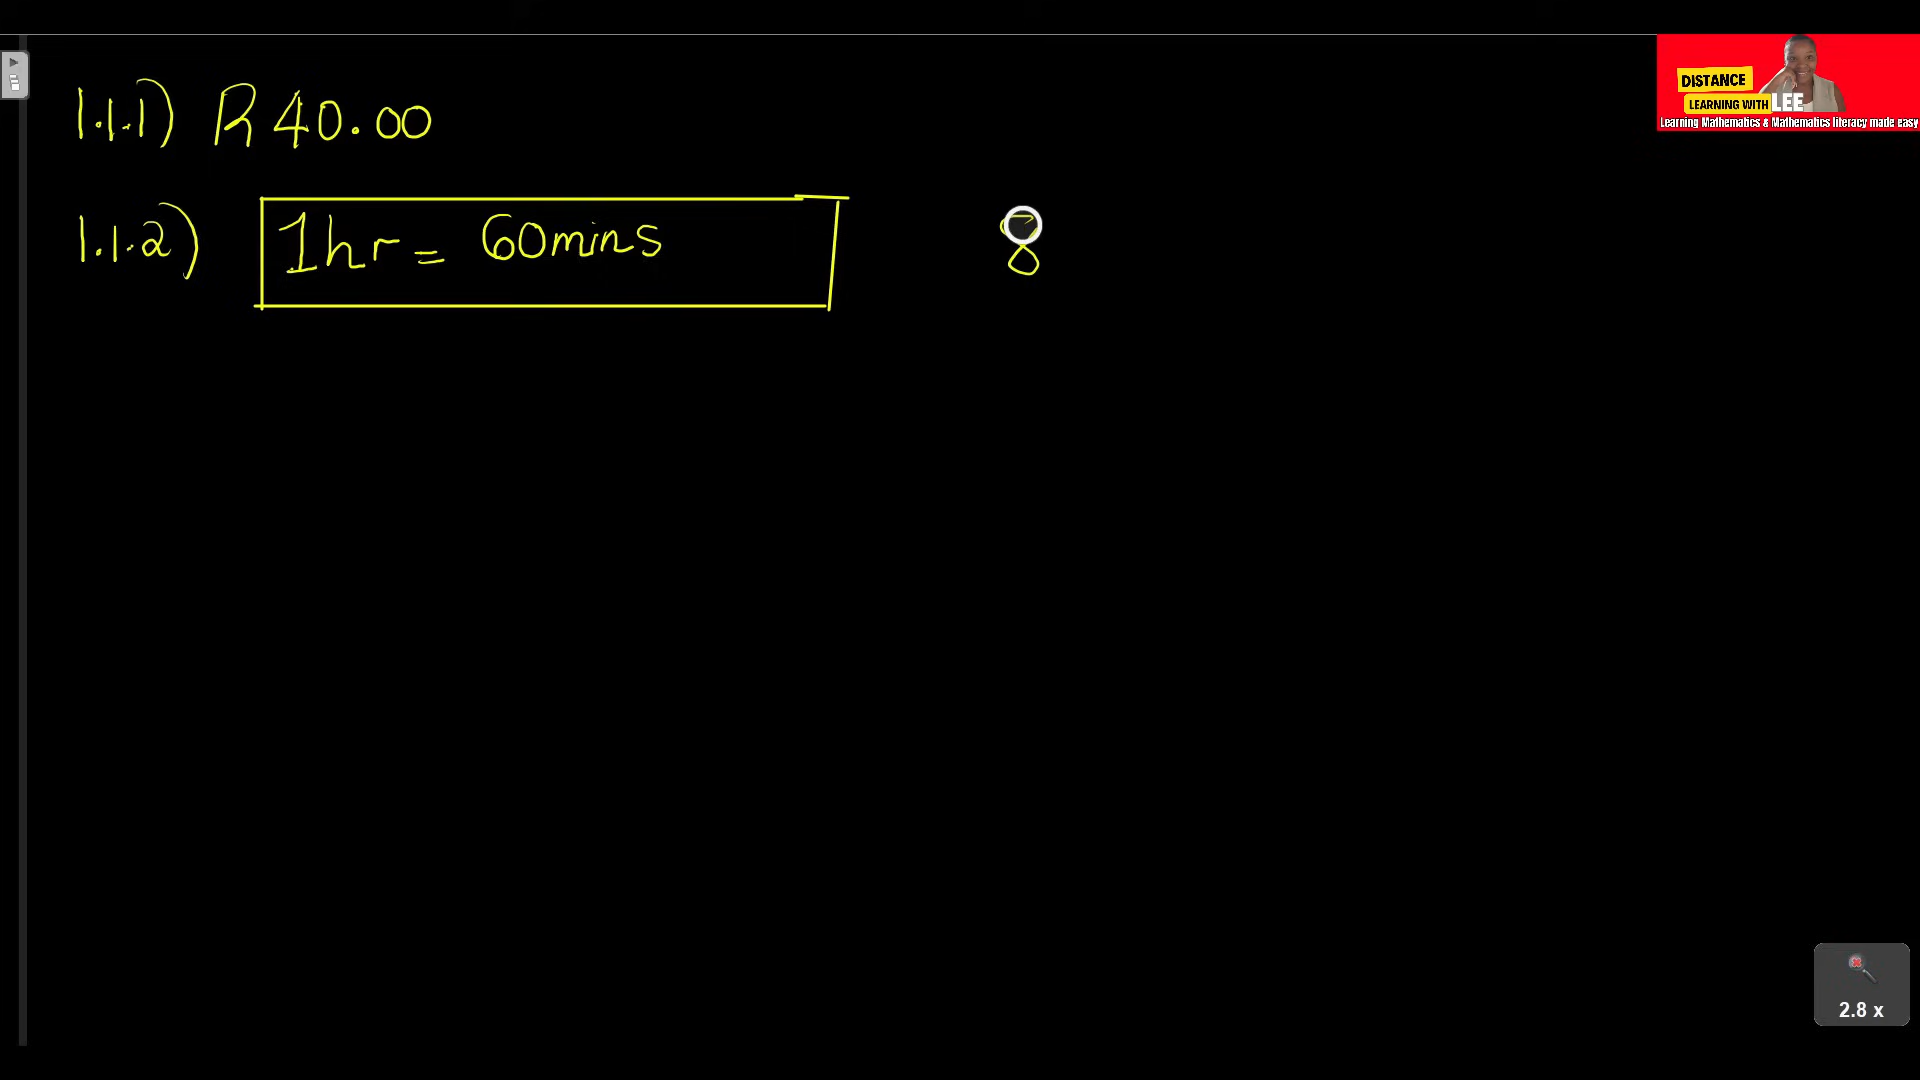 1.1.1) R40.00
DISTANCE
LEARNING WITH LEE
Learning Mathematics & Mathematics literacy made easy
1.1.2) 1hr = 60mins 8
2.8 x